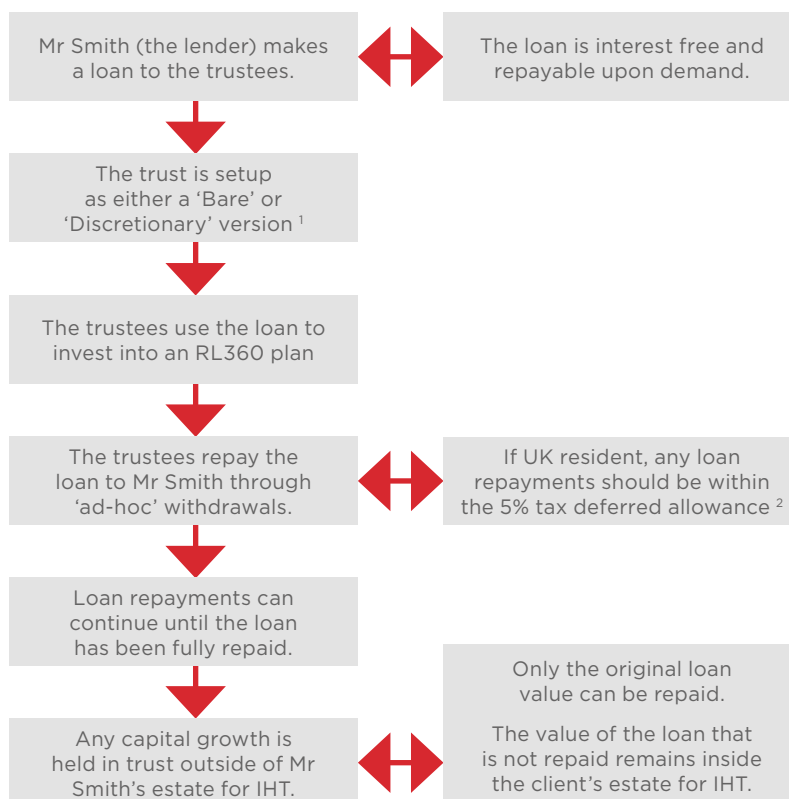 Mr Smith (the lender) makes
a loan to the trustees.
The loan is interest free and
repayable upon demand.
The trust is setup
as either a ‘Bare’ or
‘Discretionary’ version ¹
The trustees use the loan to
invest into an RL360 plan
The trustees repay the
loan to Mr Smith through
‘ad-hoc’ withdrawals.
If UK resident, any loan
repayments should be within
the 5% tax deferred allowance ²
Loan repayments can
continue until the loan
has been fully repaid.
Any capital growth is
held in trust outside of Mr
Smith’s estate for IHT.
Only the original loan
value can be repaid.
The value of the loan that
is not repaid remains inside
the client’s estate for IHT.